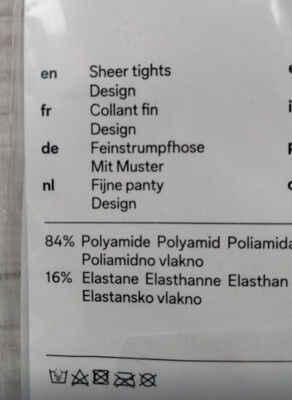 en Sheer tights
Design
fr Collant fin
Design
de Feinstrumpfhose
Mit Muster
nl Fijne panty
Design
84% Polyamide Polyamid Poliamida
Poliamidno vlakno
16% Elastane Elasthanne Elasthan
Elastansko vlakno